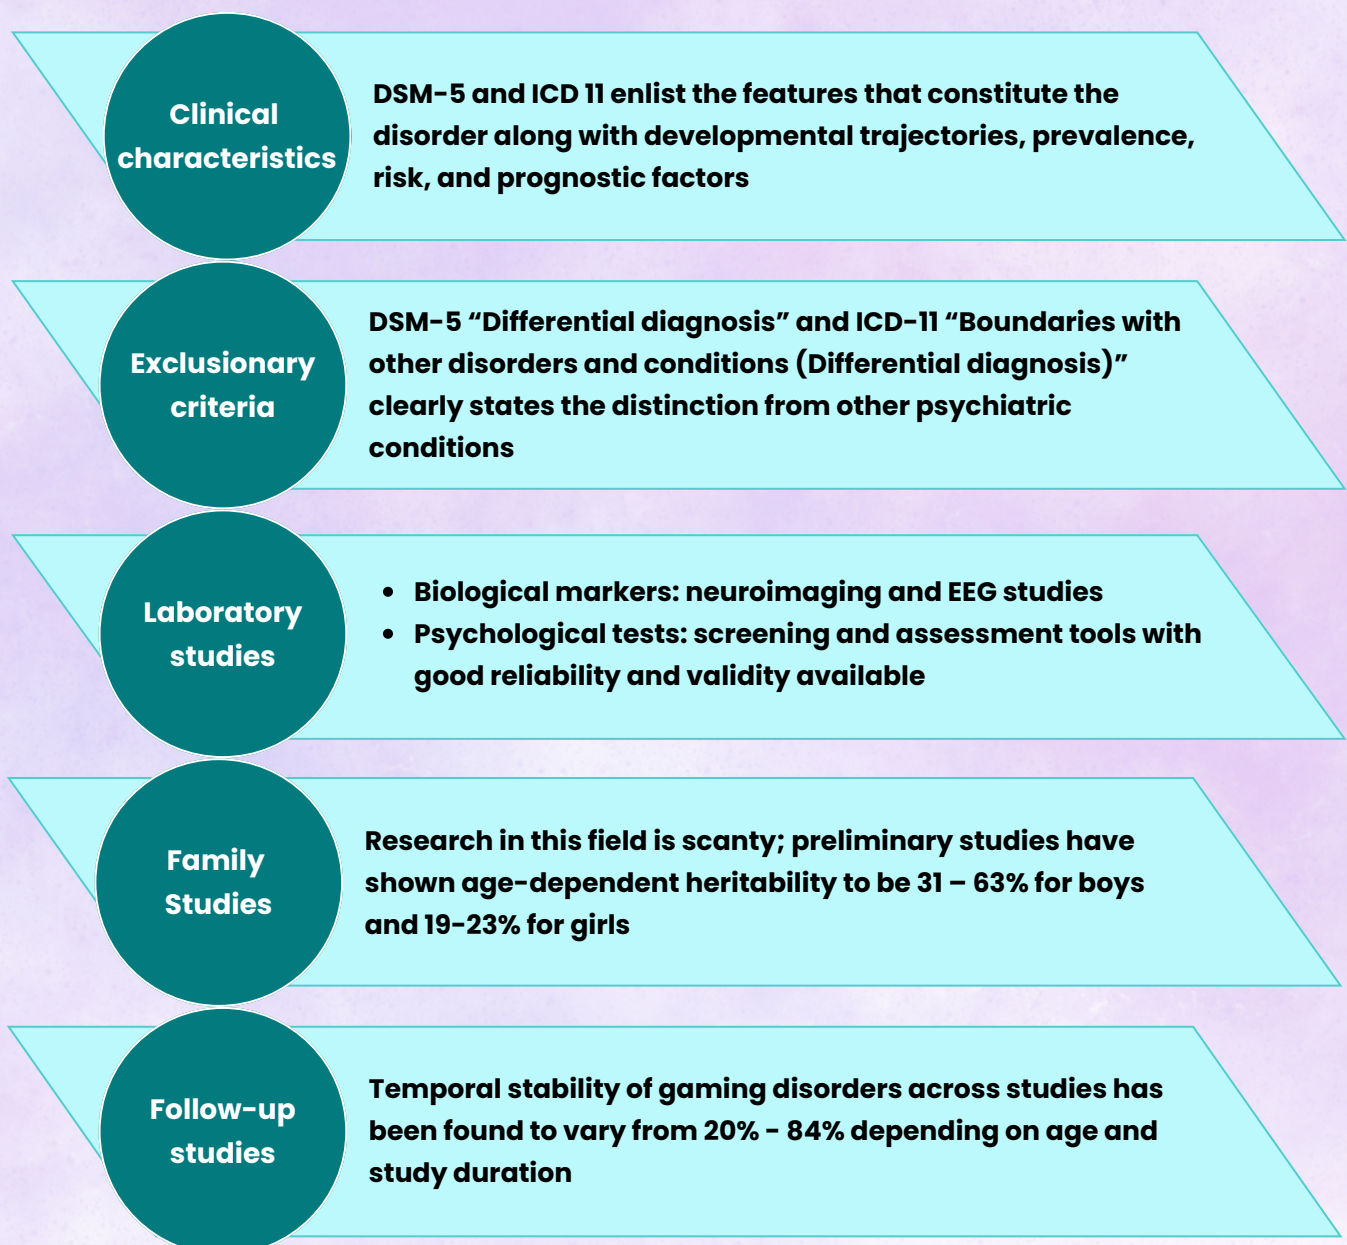 Clinical
characteristics
DSM-5 and ICD 11 enlist the features that constitute the
disorder along with developmental trajectories, prevalence,
risk, and prognostic factors
Exclusionary
criteria
DSM-5 “Differential diagnosis” and ICD-11 “Boundaries with
other disorders and conditions (Differential diagnosis)”
clearly states the distinction from other psychiatric
conditions
Laboratory
studies
• Biological markers: neuroimaging and EEG studies
• Psychological tests: screening and assessment tools with
good reliability and validity available
Family
Studies
Research in this field is scanty; preliminary studies have
shown age-dependent heritability to be 31 – 63% for boys
and 19-23% for girls
Follow-up
studies
Temporal stability of gaming disorders across studies has
been found to vary from 20% - 84% depending on age and
study duration